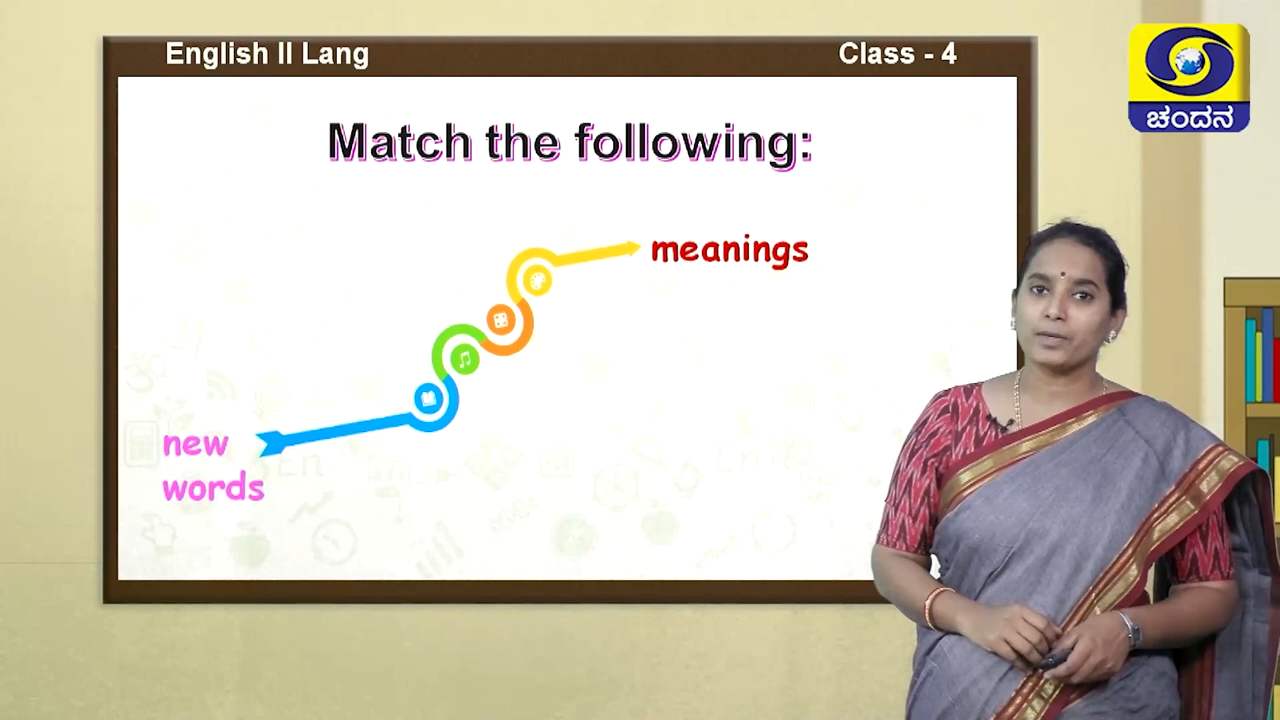 English II Lang
Class - 4
ಚಂದನ
Match the following:
meanings
new
words